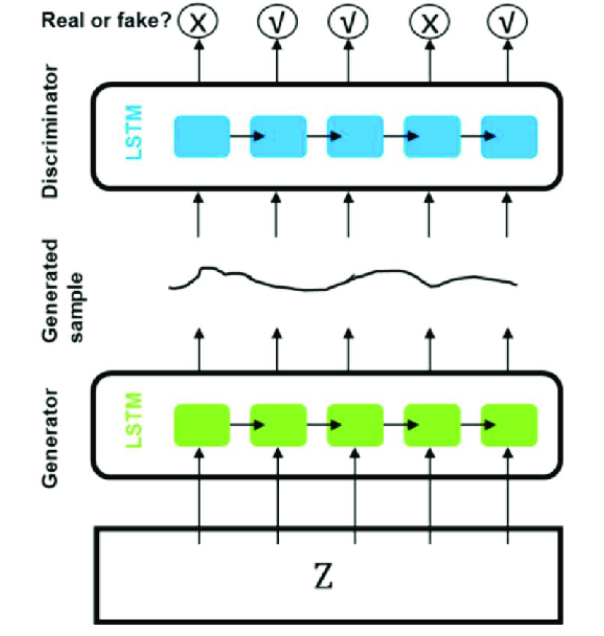 Real or fake? X √ √ X √
Discriminator
LSTM
Generated
sample
Generator
LSTM
Z